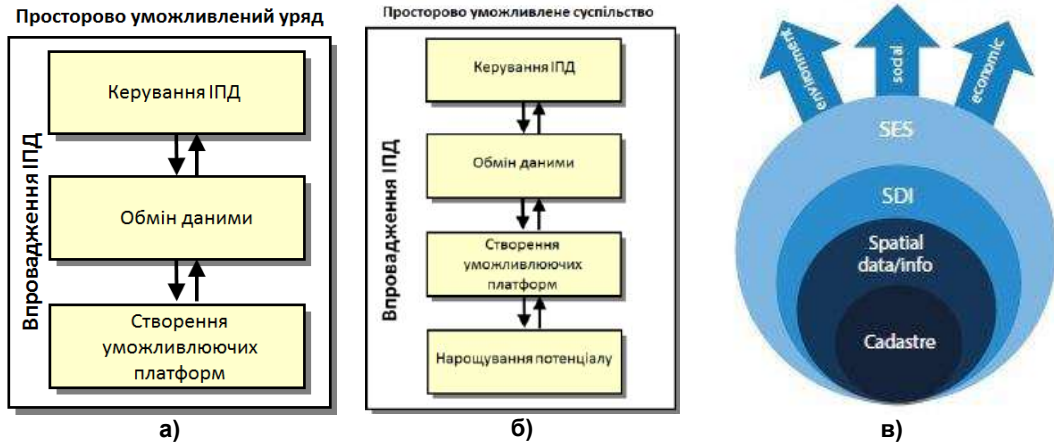 Просторово уможливлений уряд
Впровадження ІПД
Керування ІПД
Обмін даними
Створення
уможливлюючих
платформ
а)
Просторово уможливлене суспільство
Впровадження ІПД
Керування ІПД
Обмін даними
Створення
уможливлюючих
платформ
Нарощування потенціалу
б)
environment
social
economic
SES
SDI
Spatial
data/info
Cadastre
в)